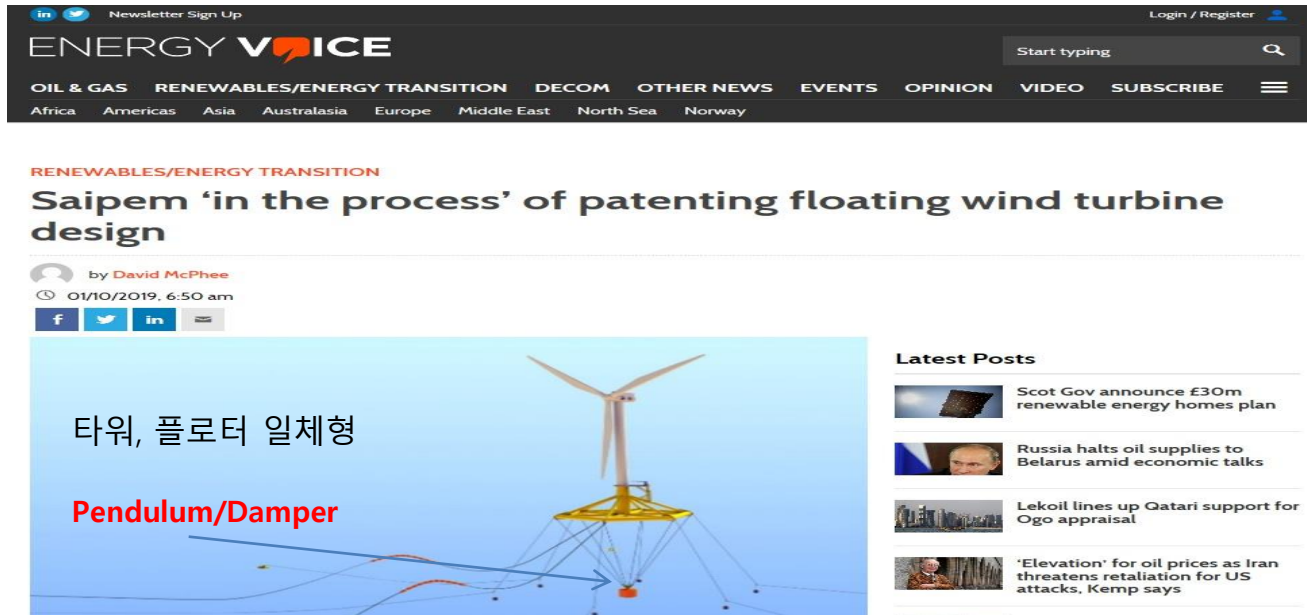 in Newsletter Sign Up
Login / Register
ENERGY VOICE
Start typing
OIL & GAS RENEWABLES/ENERGY TRANSITION DECOM OTHER NEWS EVENTS OPINION VIDEO SUBSCRIBE
Africa Americas Asia Australasia Europe Middle East North Sea Norway
RENEWABLES/ENERGY TRANSITION
Saipem ‘in the process’ of patenting floating wind turbine
design
by David McPhee
01/10/2019, 6:50 am
f in
타워, 플로터 일체형
Pendulum/Damper
Latest Posts
Scot Gov announce £30m
renewable energy homes plan
Russia halts oil supplies to
Belarus amid economic talks
Lekoil lines up Qatari support for
Ogo appraisal
‘Elevation’ for oil prices as Iran
threatens retaliation for US
attacks, Kemp says